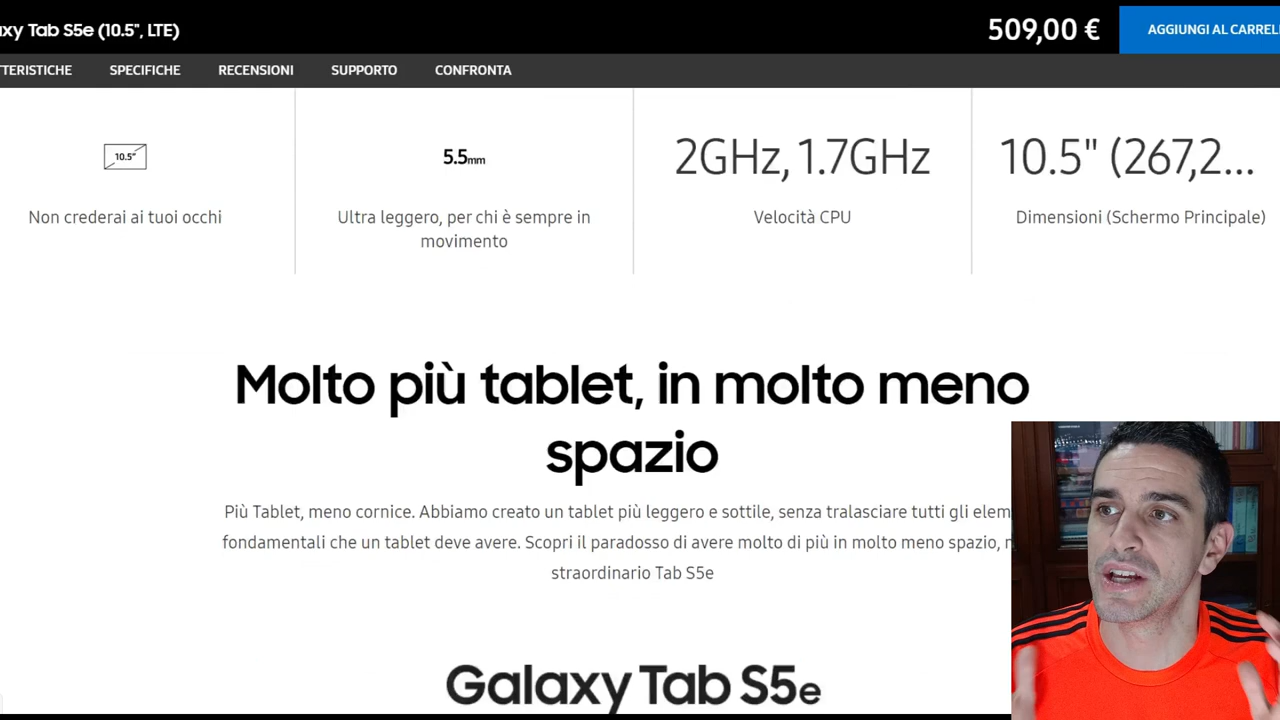 axy Tab S5e (10.5", LTE)
509,00 €
AGGIUNGI AL CARREL
TTERISTICHE SPECIFICHE RECENSIONI SUPPORTO CONFRONTA
10.5"
5.5mm
2GHz, 1.7GHz
10.5" (267,2...
Non crederai ai tuoi occhi
Ultra leggero, per chi è sempre in
movimento
Velocità CPU
Dimensioni (Schermo Principale)
Molto più tablet, in molto meno
spazio
Più Tablet, meno cornice. Abbiamo creato un tablet più leggero e sottile, senza tralasciare tutti gli elem
fondamentali che un tablet deve avere. Scopri il paradosso di avere molto di più in molto meno spazio, n
straordinario Tab S5e
Galaxy Tab S5e